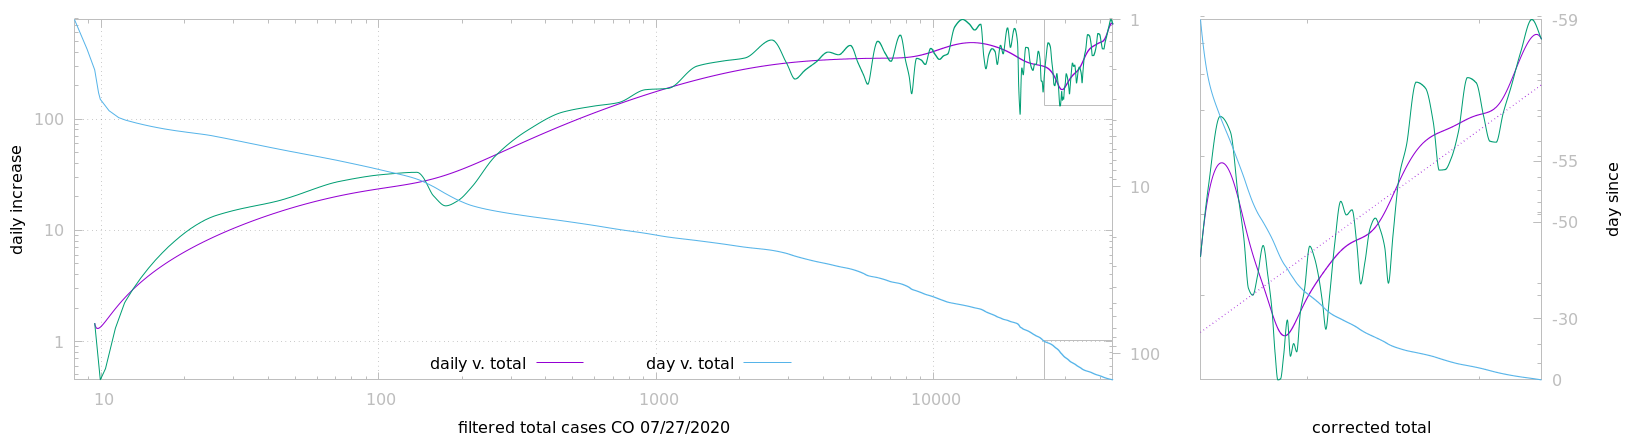 1
-59
100
10
1
daily increase
10
100
daily v. total
day v. total
10
100
1000
10000
filtered total cases CO 07/27/2020
-55
-50
-30
0
day since
corrected total